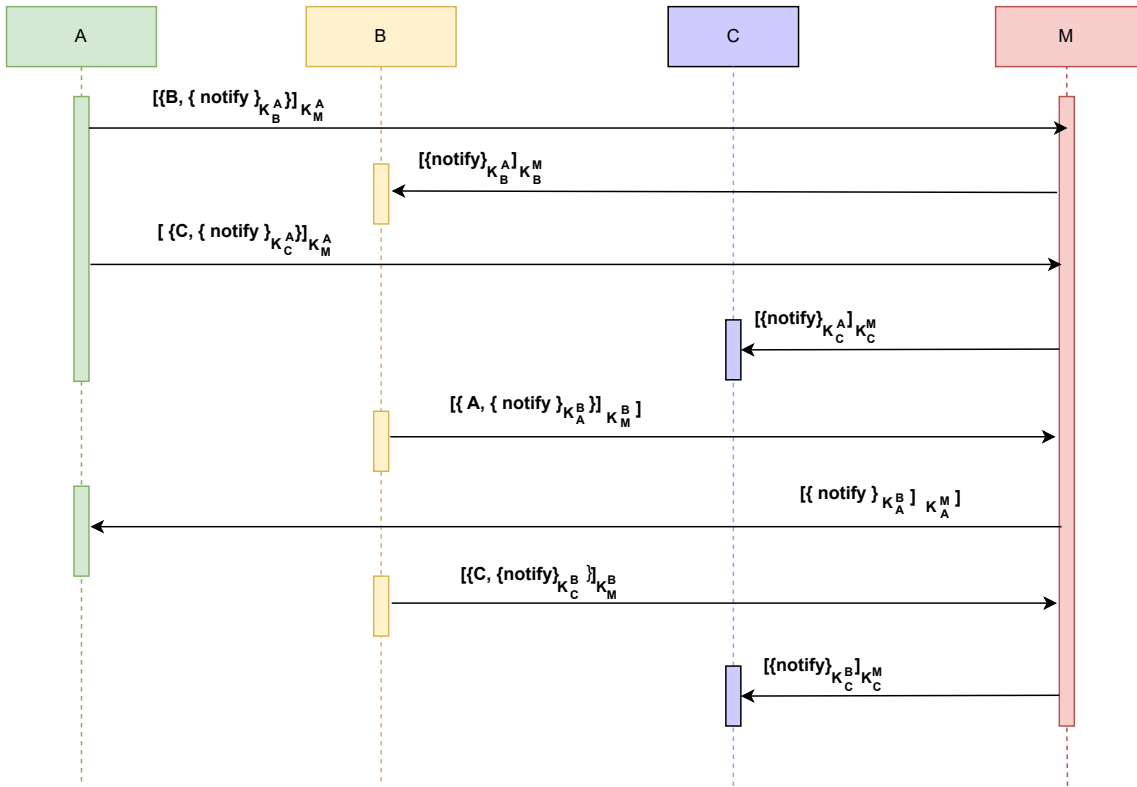 A
B
C
M
[{B, { notify }K_B^A}]K_M^A
[{notify}K_B^A]K_B^M
[ {C, { notify }K_C^A}]K_M^A
[{notify}K_C^A]K_C^M
[{ A, { notify }K_A^B}] K_M^B ]
[{ notify } K_A^B ] K_A^M ]
[{C, {notify}K_C^B }]K_M^B
[{notify}K_C^B]K_C^M